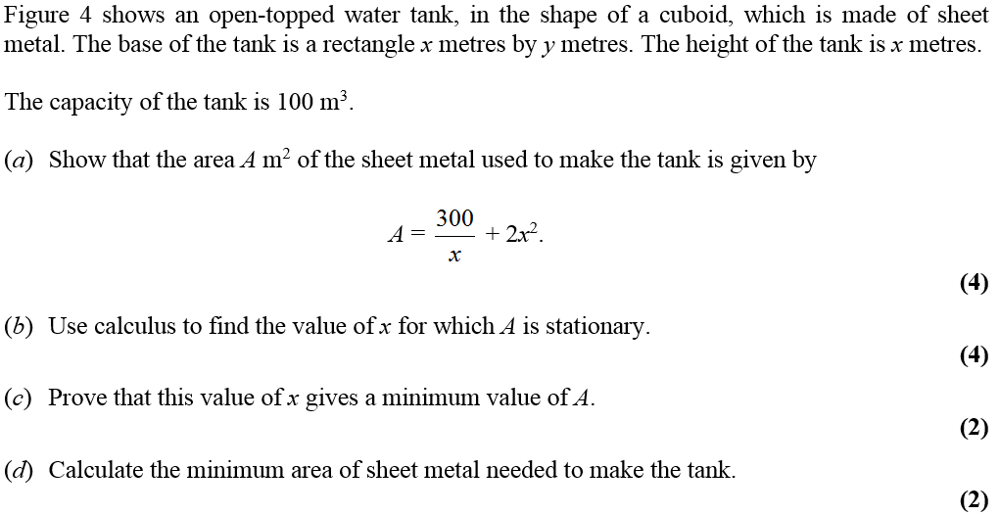 Figure 4 shows an open-topped water tank, in the shape of a cuboid, which is made of sheet
metal. The base of the tank is a rectangle x metres by y metres. The height of the tank is x metres.
The capacity of the tank is 100 m³.
(a) Show that the area A m² of the sheet metal used to make the tank is given by
A = 300/x + 2x².
(4)
(b) Use calculus to find the value of x for which A is stationary.
(4)
(c) Prove that this value of x gives a minimum value of A.
(2)
(d) Calculate the minimum area of sheet metal needed to make the tank.
(2)